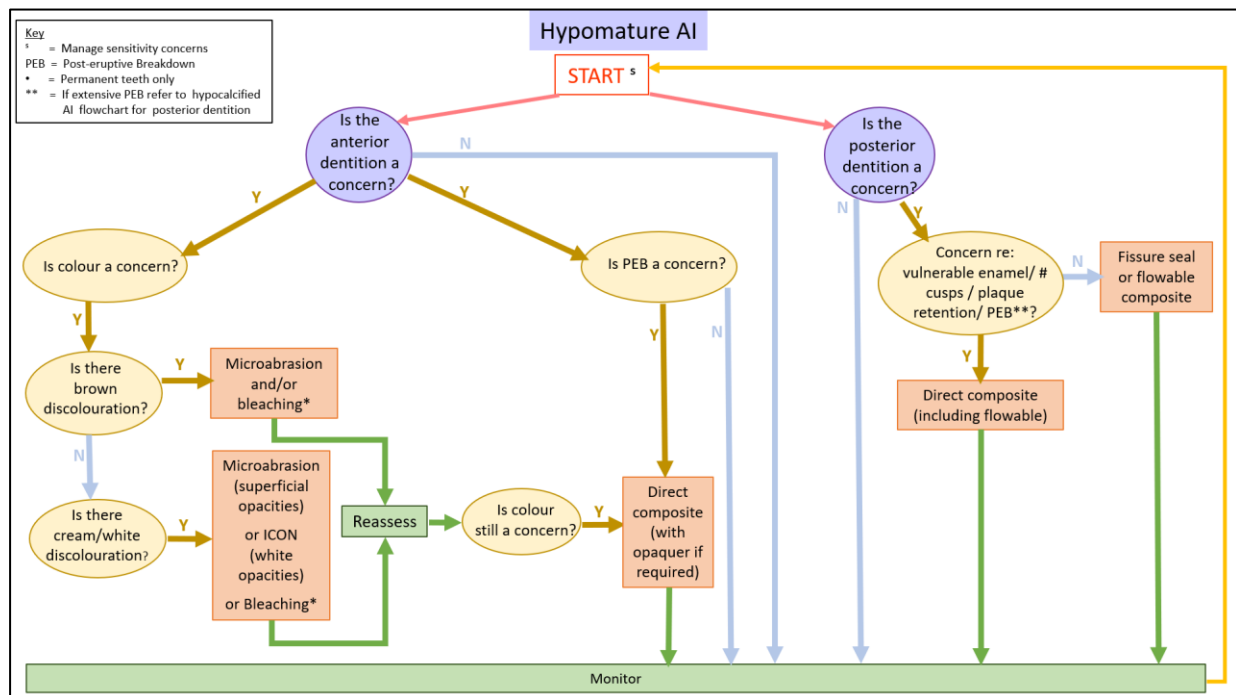 Key
s = Manage sensitivity concerns
PEB = Post-eruptive Breakdown
* = Permanent teeth only
** = If extensive PEB refer to hypocalcified
AI flowchart for posterior dentition
Hypomature AI
START s
Is the
anterior
dentition a
concern?
N
Y
Y
Is the
posterior
dentition a
concern?
N
Y
Is colour a concern?
Y
Is PEB a concern?
N
Y
Concern re:
vulnerable enamel/ #
cusps / plaque
retention/ PEB**?
N
Y
Fissure seal
or flowable
composite
Is there
brown
discolouration?
Y
N
Microabrasion
and/or
bleaching*
Direct composite
(including flowable)
Is there
cream/white
discolouration?
Y
Microabrasion
(superficial
opacities)
or ICON
(white
opacities)
or Bleaching*
Reassess
Is colour
still a concern?
Y
Direct
composite
(with
opaquer if
required)
Monitor